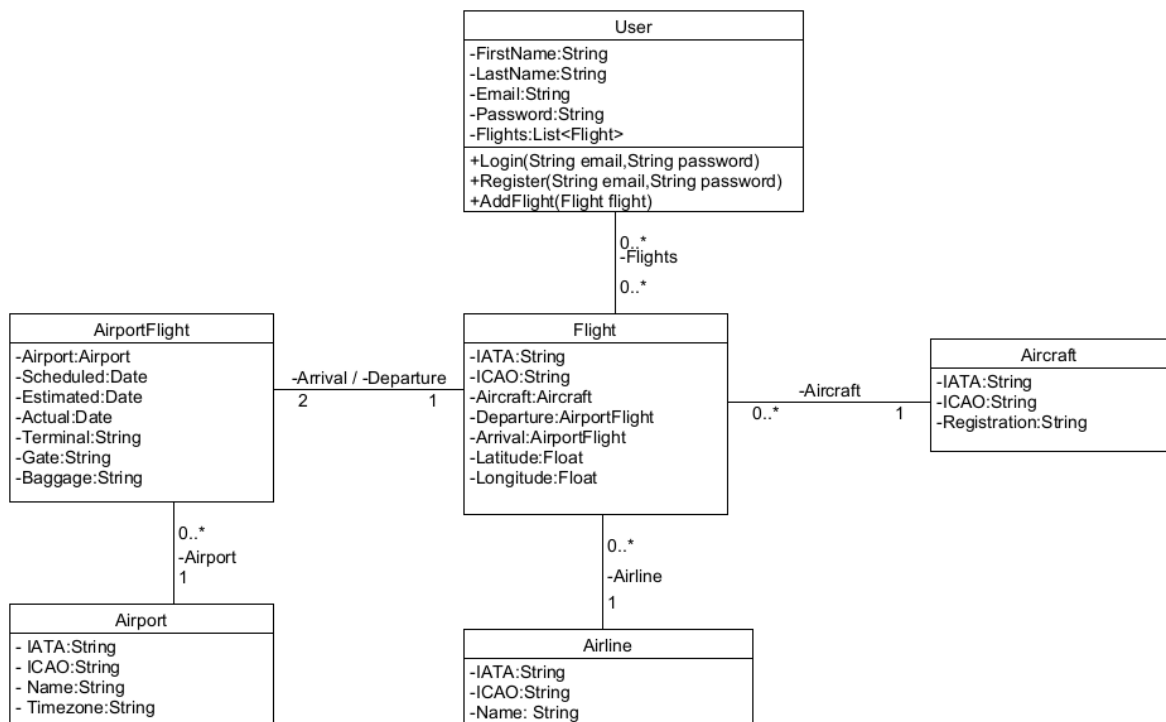 User
-FirstName:String
-LastName:String
-Email:String
-Password:String
-Flights:List<Flight>
+Login(String email,String password)
+Register(String email,String password)
+AddFlight(Flight flight)
0..*
-Flights
0..*
AirportFlight
-Airport:Airport
-Scheduled:Date
-Estimated:Date
-Actual:Date
-Terminal:String
-Gate:String
-Baggage:String
-Arrival / -Departure
2
1
Flight
-IATA:String
-ICAO:String
-Aircraft:Aircraft
-Departure:AirportFlight
-Arrival:AirportFlight
-Latitude:Float
-Longitude:Float
-Aircraft
0..*
1
Aircraft
-IATA:String
-ICAO:String
-Registration:String
0..*
-Airport
1
0..*
-Airline
1
Airport
- IATA:String
- ICAO:String
- Name:String
- Timezone:String
Airline
-IATA:String
-ICAO:String
-Name: String